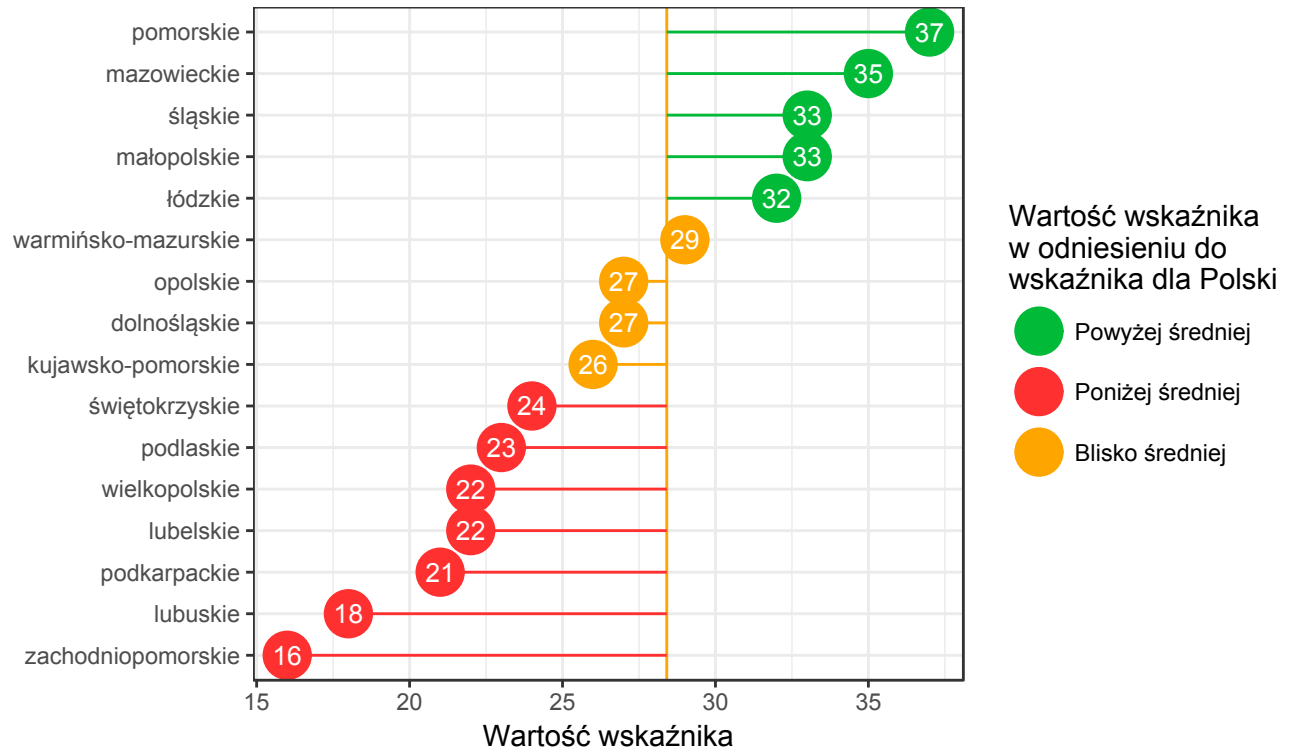 pomorskie 37
mazowieckie 35
śląskie 33
małopolskie 33
łódzkie 32
warmińsko-mazurskie 29
opolskie 27
dolnośląskie 27
kujawsko-pomorskie 26
świętokrzyskie 24
podlaskie 23
wielkopolskie 22
lubelskie 22
podkarpackie 21
lubuskie 18
zachodniopomorskie 16
15 20 25 30 35
Wartość wskaźnika
Wartość wskaźnika
w odniesieniu do
wskaźnika dla Polski
Powyżej średniej
Poniżej średniej
Blisko średniej